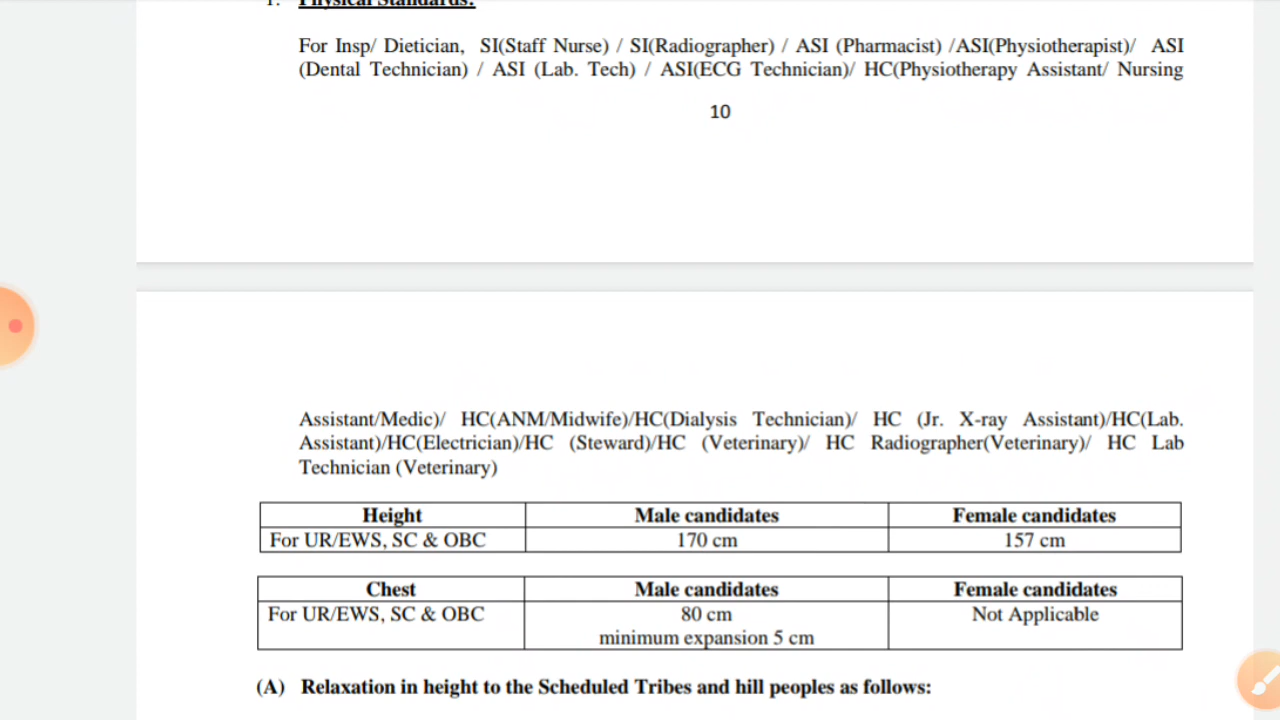 1. Physical Standards:
For Insp/ Dietician, SI(Staff Nurse) / SI(Radiographer) / ASI (Pharmacist) /ASI(Physiotherapist)/ ASI
(Dental Technician) / ASI (Lab. Tech) / ASI(ECG Technician)/ HC(Physiotherapy Assistant/ Nursing
10
Assistant/Medic)/ HC(ANM/Midwife)/HC(Dialysis Technician)/ HC (Jr. X-ray Assistant)/HC(Lab.
Assistant)/HC(Electrician)/HC (Steward)/HC (Veterinary)/ HC Radiographer(Veterinary)/ HC Lab
Technician (Veterinary)
Height Male candidates Female candidates
For UR/EWS, SC & OBC 170 cm 157 cm
Chest Male candidates Female candidates
For UR/EWS, SC & OBC 80 cm Not Applicable
minimum expansion 5 cm
(A) Relaxation in height to the Scheduled Tribes and hill peoples as follows: